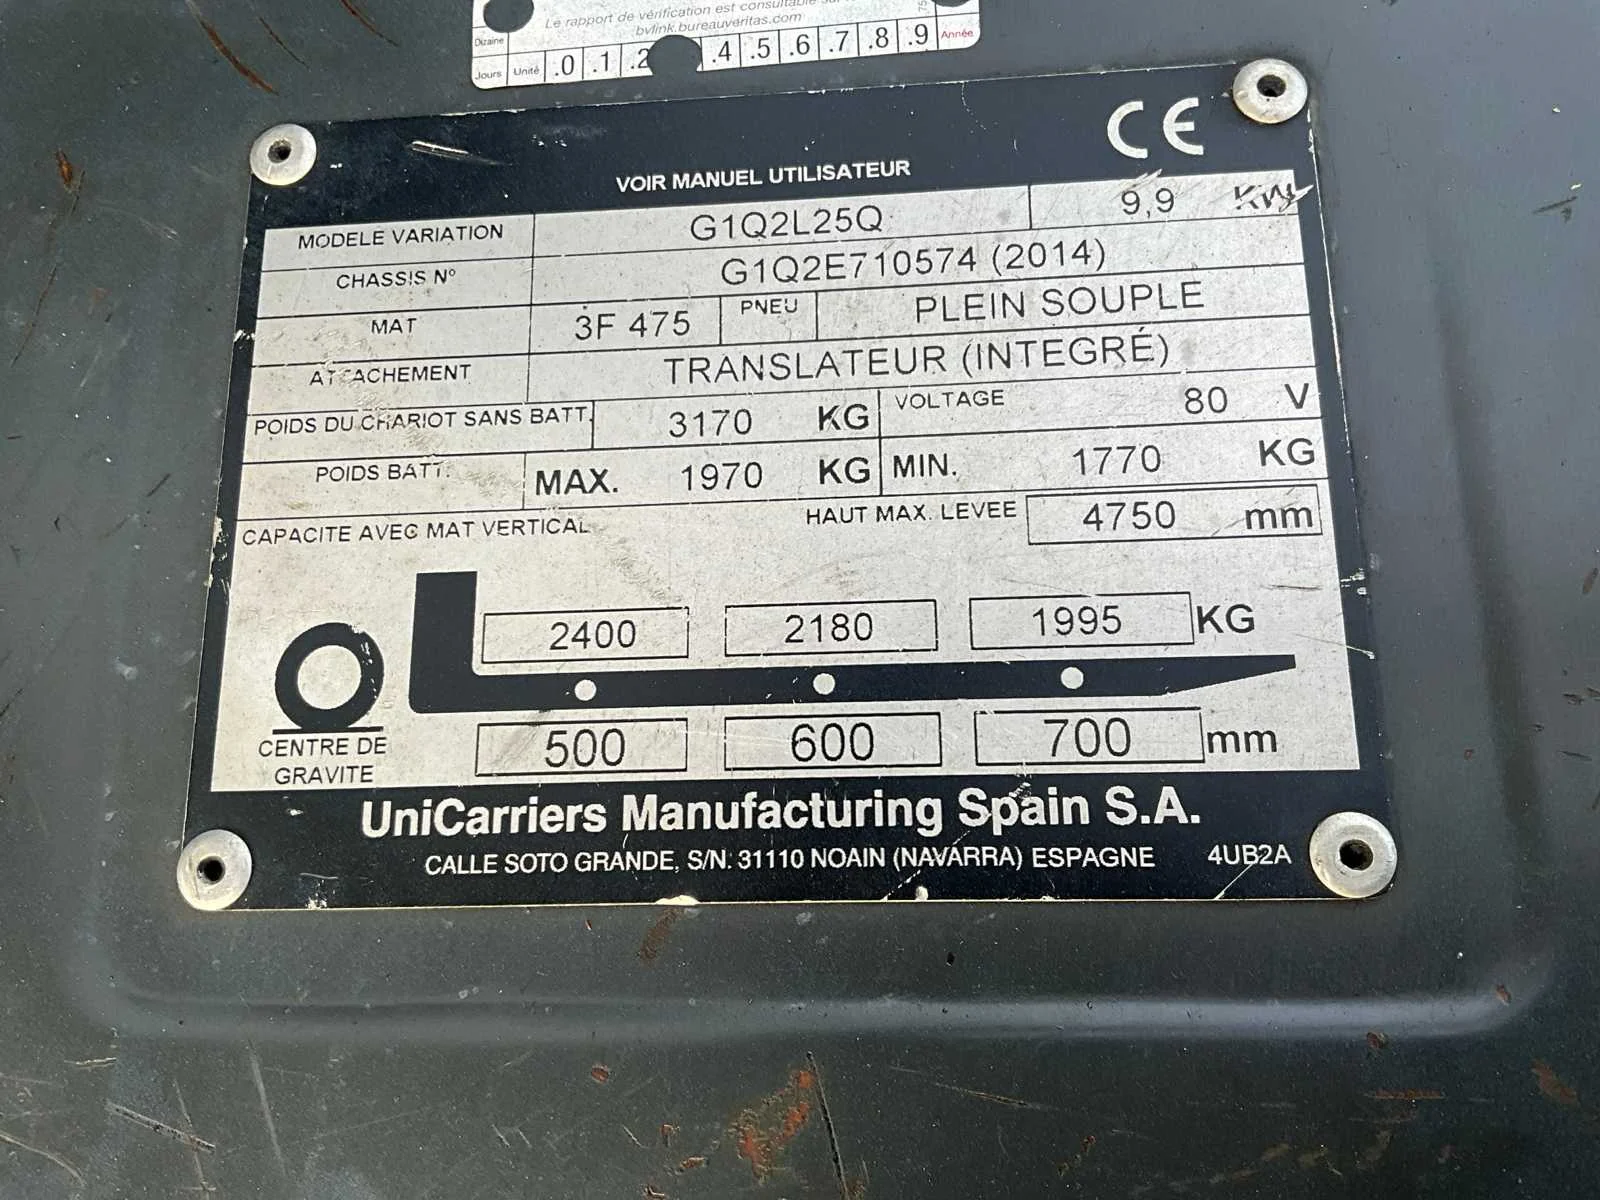 Le rapport de vérification est consultable sur
bvlink.bureauveritas.com
Dizaine
Jours Unité .0 .1 .2 .4 .5 .6 .7 .8 .9 Année
CE
VOIR MANUEL UTILISATEUR
MODELE VARIATION G1Q2L25Q 9,9 KW
CHASSIS Nº G1Q2E710574 (2014)
MAT 3F 475 PNEU PLEIN SOUPLE
ATTACHEMENT TRANSLATEUR (INTEGRÉ)
POIDS DU CHARIOT SANS BATT. 3170 KG VOLTAGE 80 V
POIDS BATT. MAX. 1970 KG MIN. 1770 KG
CAPACITE AVEC MAT VERTICAL HAUT MAX. LEVEE 4750 mm
2400 2180 1995 KG
CENTRE DE GRAVITE
500 600 700 mm
UniCarriers Manufacturing Spain S.A.
CALLE SOTO GRANDE, S/N. 31110 NOAIN (NAVARRA) ESPAGNE 4UB2A